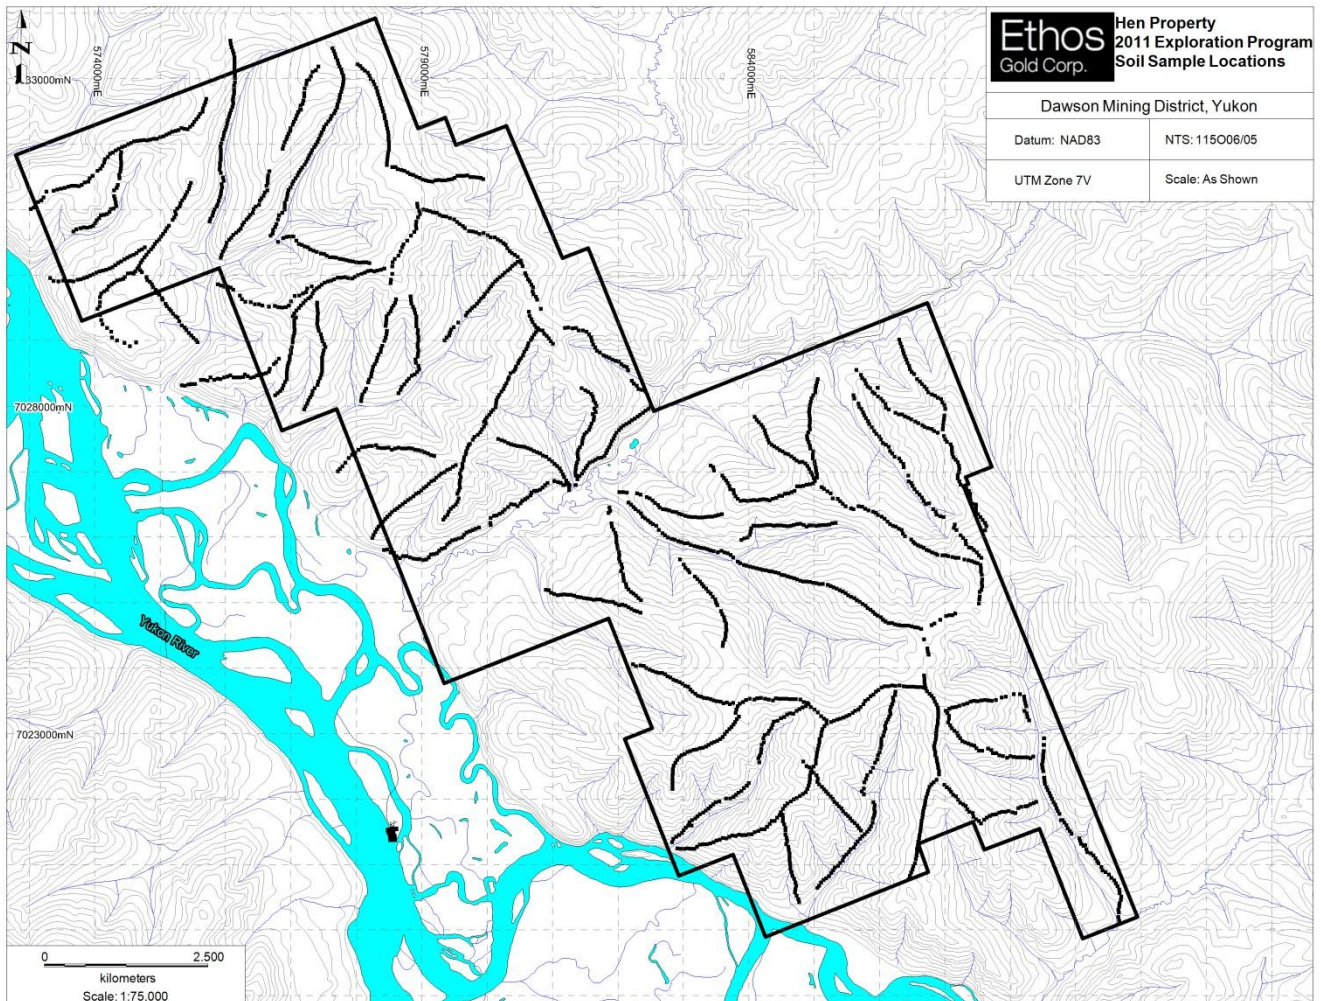 Ethos
Gold Corp.
Hen Property
2011 Exploration Program
Soil Sample Locations
Dawson Mining District, Yukon
Datum: NAD83
NTS: 115O06/05
UTM Zone 7V
Scale: As Shown
N
574000mE
579000mE
584000mE
33000mN
7028000mN
7023000mN
Yukon River
0 2.500
kilometers
Scale: 1:75.000